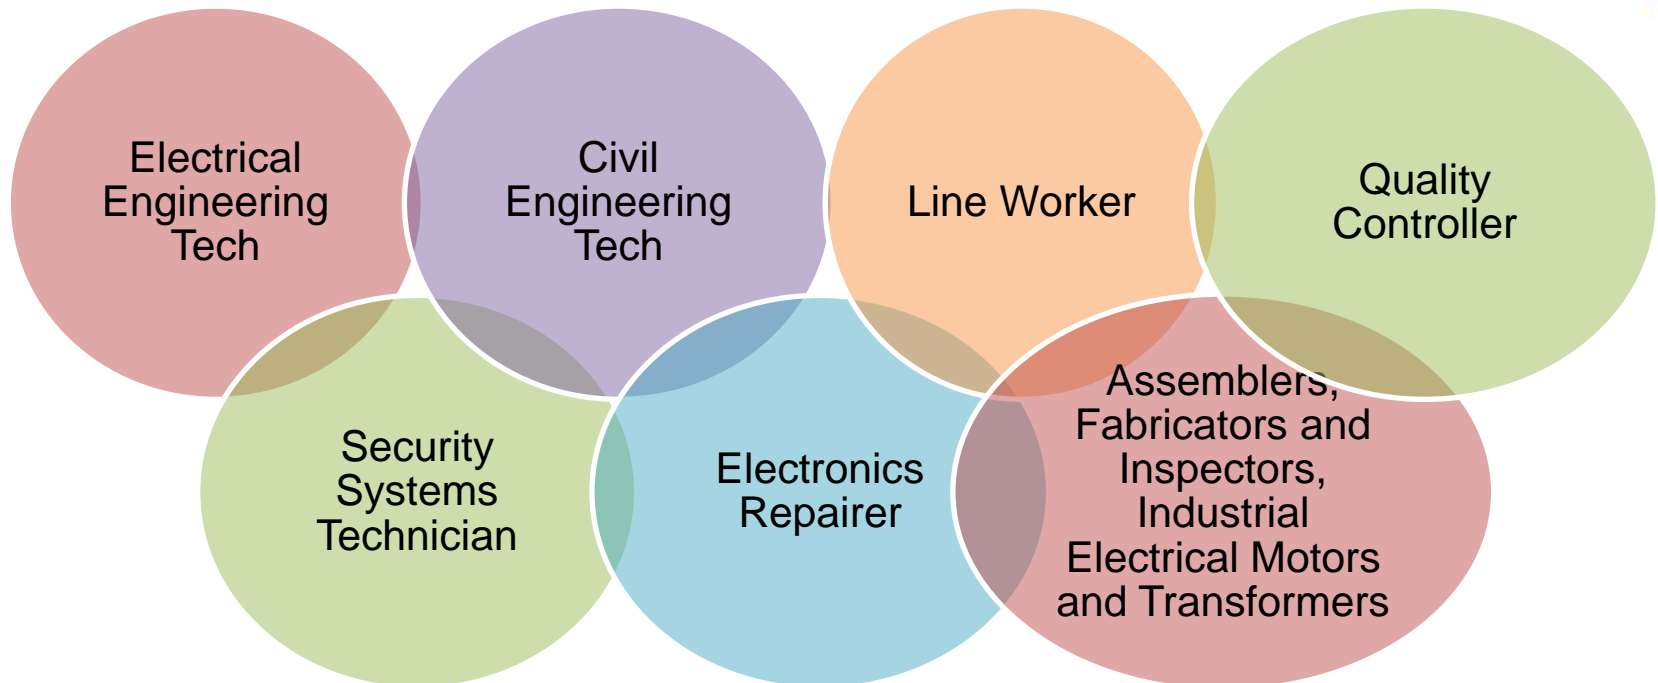 Electrical
Engineering
Tech
Civil
Engineering
Tech
Line Worker
Quality
Controller
Security
Systems
Technician
Electronics
Repairer
Assemblers,
Fabricators and
Inspectors,
Industrial
Electrical Motors
and Transformers